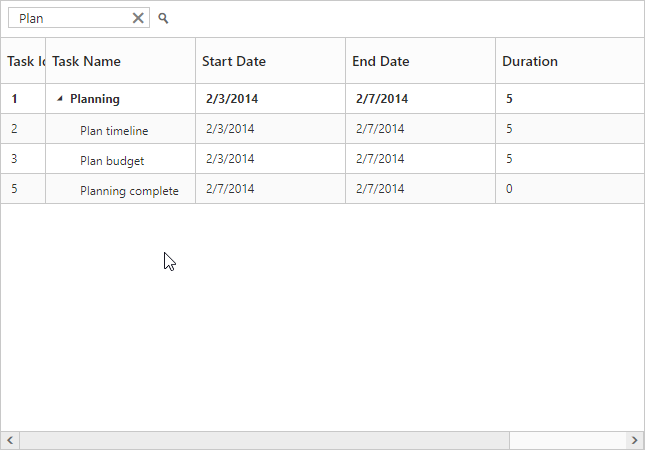 Plan
Task Id Task Name Start Date End Date Duration
1 Planning 2/3/2014 2/7/2014 5
2 Plan timeline 2/3/2014 2/7/2014 5
3 Plan budget 2/3/2014 2/7/2014 5
5 Planning complete 2/7/2014 2/7/2014 0